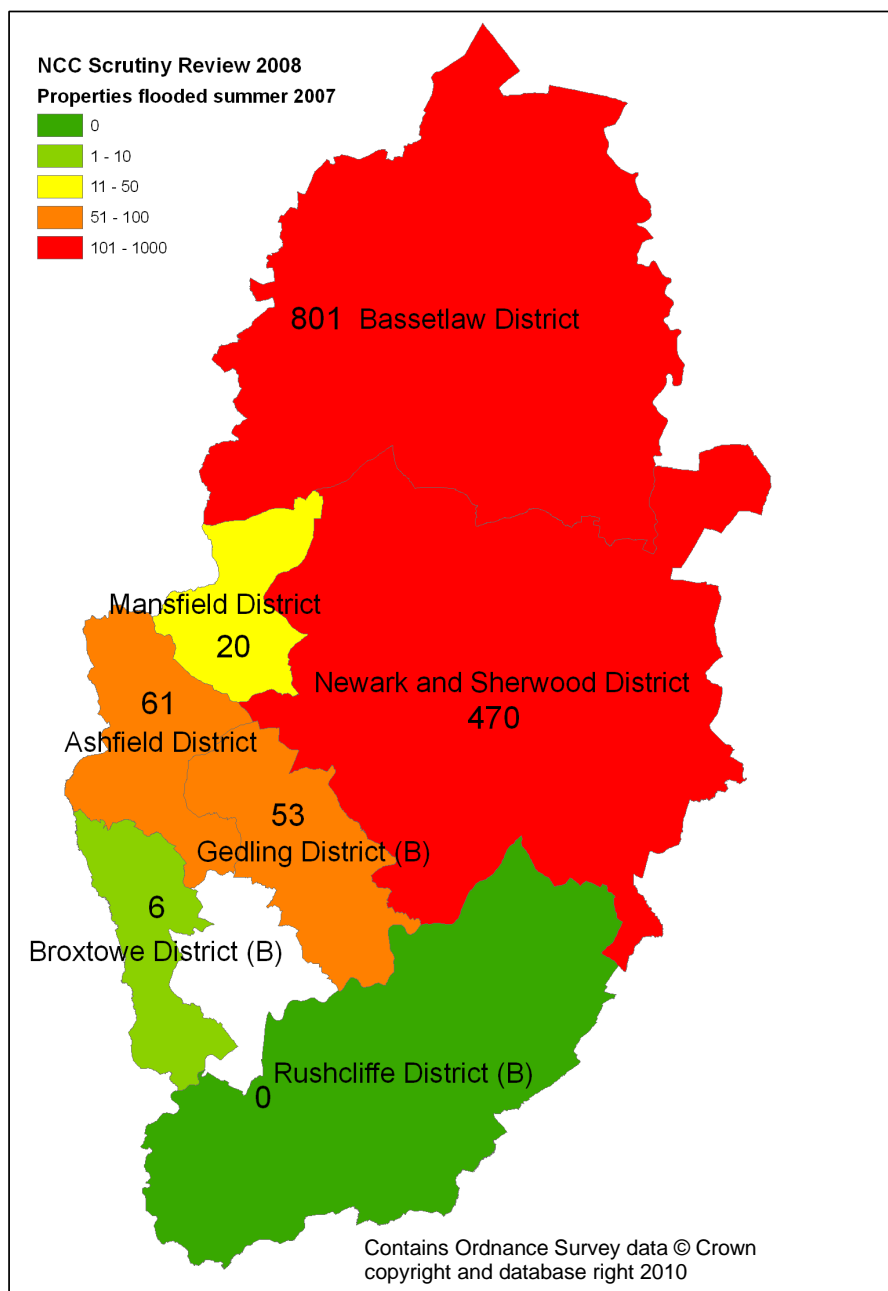 NCC Scrutiny Review 2008
Properties flooded summer 2007
0
1 - 10
11 - 50
51 - 100
101 - 1000
801 Bassetlaw District
Mansfield District
20
Newark and Sherwood District
470
61
Ashfield District
53
Gedling District (B)
6
Broxtowe District (B)
Rushcliffe District (B)
0
Contains Ordnance Survey data © Crown
copyright and database right 2010